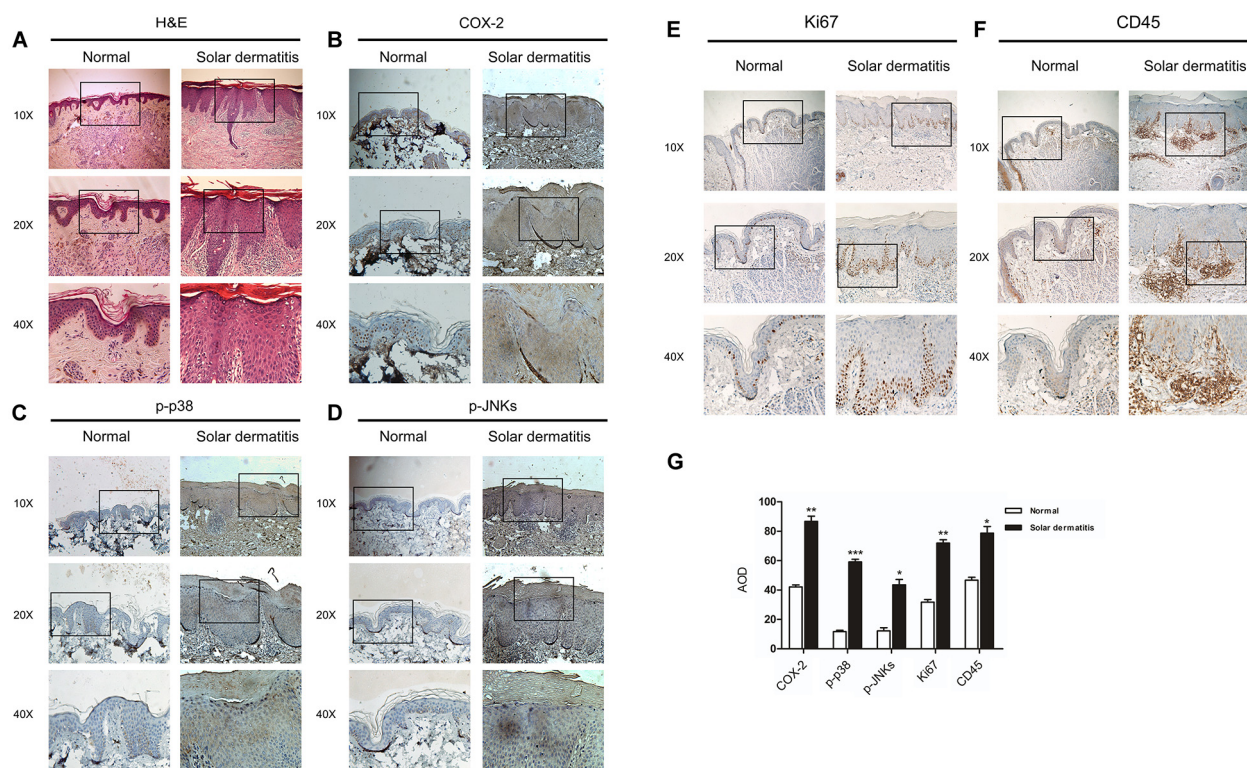 A
H&E
Normal
Solar dermatitis
10X
20X
40X
B
COX-2
Normal
Solar dermatitis
10X
20X
40X
C
p-p38
Normal
Solar dermatitis
10X
20X
40X
D
p-JNKs
Normal
Solar dermatitis
10X
20X
40X
E
Ki67
Normal
Solar dermatitis
10X
20X
40X
F
CD45
Normal
Solar dermatitis
10X
20X
40X
G
AOD
100
80
60
40
20
0
**
***
*
**
*
COX-2
p-p38
p-JNKs
Ki67
CD45
Normal
Solar dermatitis